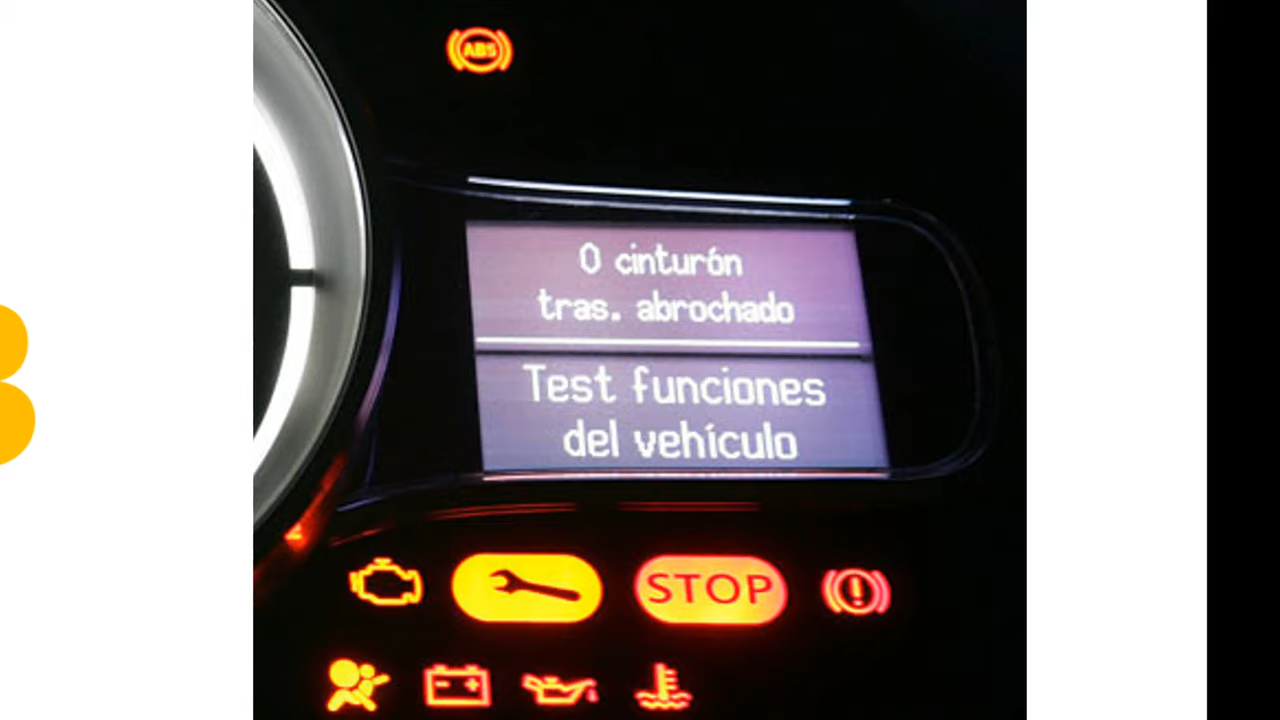 ABS
0 cinturón
tras. abrochado
Test funciones
del vehículo
STOP